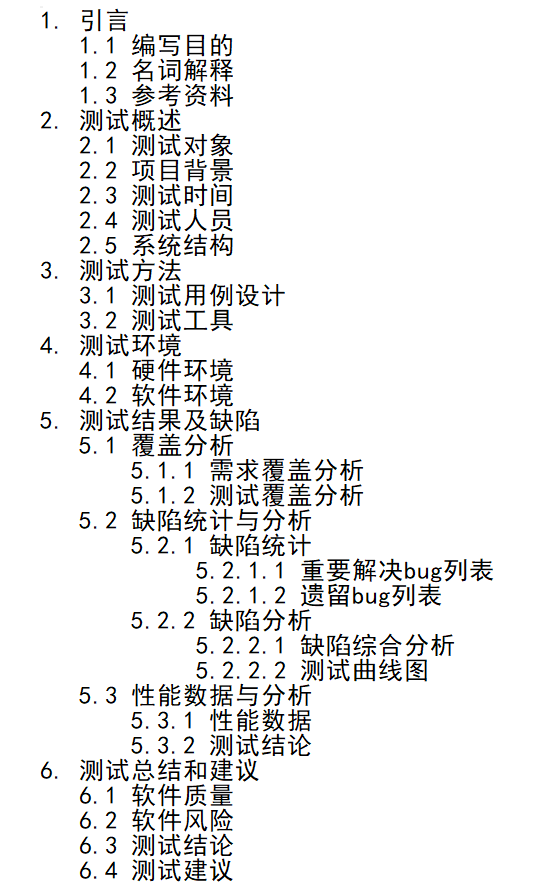 1. 引言
1.1 编写目的
1.2 名词解释
1.3 参考资料
2. 测试概述
2.1 测试对象
2.2 项目背景
2.3 测试时间
2.4 测试人员
2.5 系统结构
3. 测试方法
3.1 测试用例设计
3.2 测试工具
4. 测试环境
4.1 硬件环境
4.2 软件环境
5. 测试结果及缺陷
5.1 覆盖分析
5.1.1 需求覆盖分析
5.1.2 测试覆盖分析
5.2 缺陷统计与分析
5.2.1 缺陷统计
5.2.1.1 重要解决bug列表
5.2.1.2 遗留bug列表
5.2.2 缺陷分析
5.2.2.1 缺陷综合分析
5.2.2.2 测试曲线图
5.3 性能数据与分析
5.3.1 性能数据
5.3.2 测试结论
6. 测试总结和建议
6.1 软件质量
6.2 软件风险
6.3 测试结论
6.4 测试建议